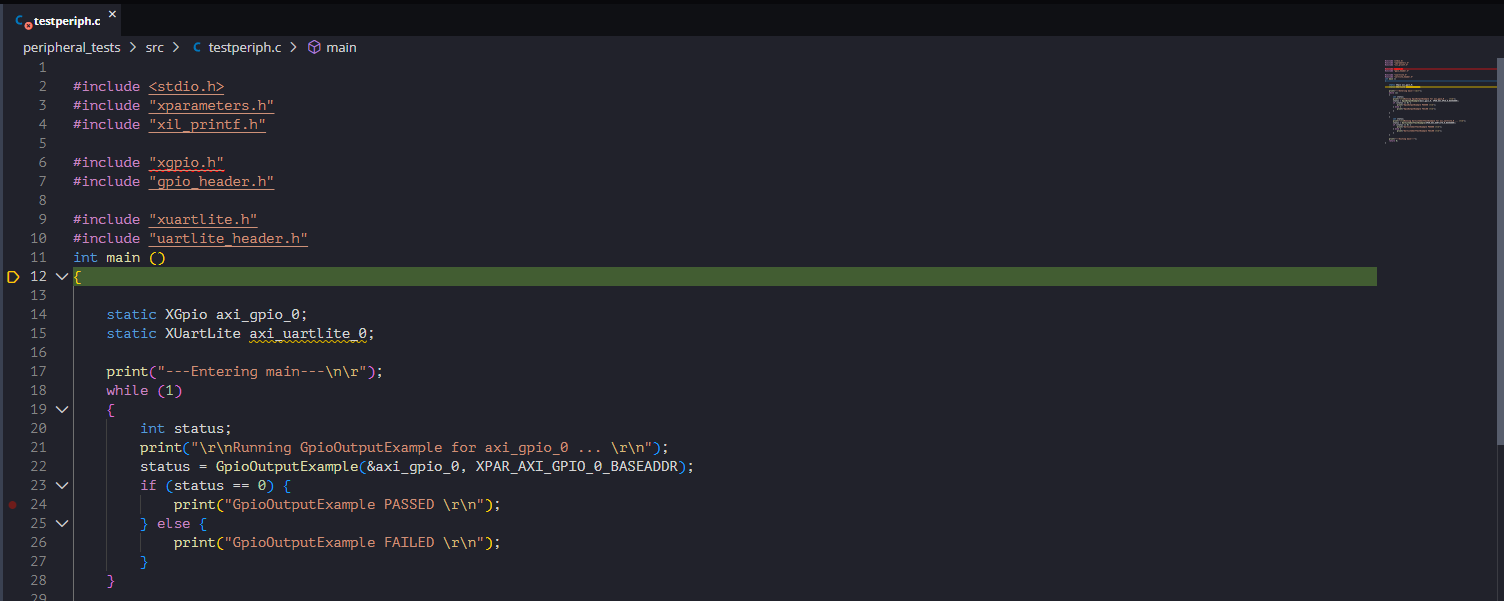 C testperiph.c ×
peripheral_tests > src > C testperiph.c > main
1
2 #include <stdio.h>
3 #include "xparameters.h"
4 #include "xil_printf.h"
5
6 #include "xgpio.h"
7 #include "gpio_header.h"
8
9 #include "xuartlite.h"
10 #include "uartlite_header.h"
11 int main ()
12 {
13
14 static XGpio axi_gpio_0;
15 static XUartLite axi_uartlite_0;
16
17 print("---Entering main---\n\r");
18 while (1)
19 {
20 int status;
21 print("\r\nRunning GpioOutputExample for axi_gpio_0 ... \r\n");
22 status = GpioOutputExample(&axi_gpio_0, XPAR_AXI_GPIO_0_BASEADDR);
23 if (status == 0) {
24 print("GpioOutputExample PASSED \r\n");
25 } else {
26 print("GpioOutputExample FAILED \r\n");
27 }
28 }
29